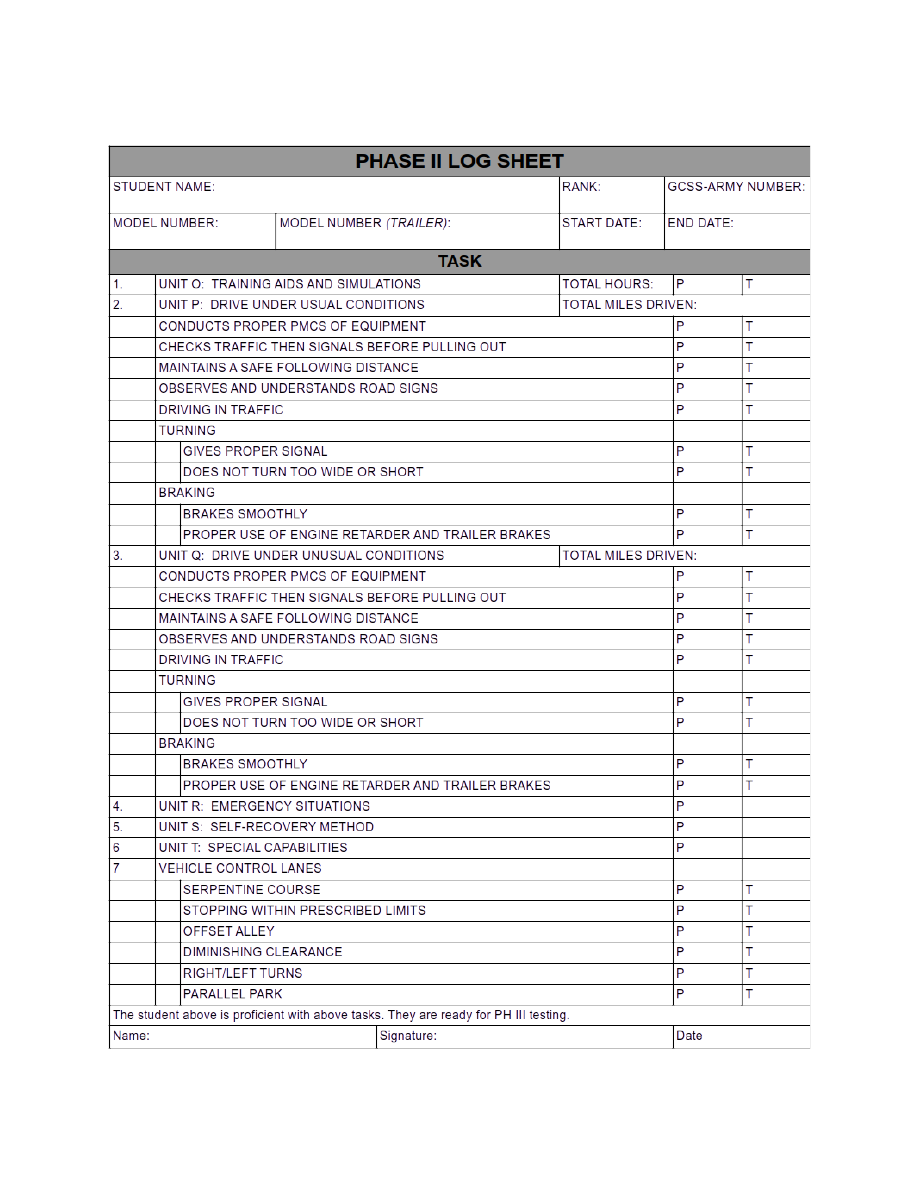 PHASE II LOG SHEET
STUDENT NAME: RANK: GCSS-ARMY NUMBER:
MODEL NUMBER: MODEL NUMBER (TRAILER): START DATE: END DATE:
TASK
1. UNIT O: TRAINING AIDS AND SIMULATIONS TOTAL HOURS: P T
2. UNIT P: DRIVE UNDER USUAL CONDITIONS TOTAL MILES DRIVEN:
CONDUCTS PROPER PMCS OF EQUIPMENT P T
CHECKS TRAFFIC THEN SIGNALS BEFORE PULLING OUT P T
MAINTAINS A SAFE FOLLOWING DISTANCE P T
OBSERVES AND UNDERSTANDS ROAD SIGNS P T
DRIVING IN TRAFFIC P T
TURNING
GIVES PROPER SIGNAL P T
DOES NOT TURN TOO WIDE OR SHORT P T
BRAKING
BRAKES SMOOTHLY P T
PROPER USE OF ENGINE RETARDER AND TRAILER BRAKES P T
3. UNIT Q: DRIVE UNDER UNUSUAL CONDITIONS TOTAL MILES DRIVEN:
CONDUCTS PROPER PMCS OF EQUIPMENT P T
CHECKS TRAFFIC THEN SIGNALS BEFORE PULLING OUT P T
MAINTAINS A SAFE FOLLOWING DISTANCE P T
OBSERVES AND UNDERSTANDS ROAD SIGNS P T
DRIVING IN TRAFFIC P T
TURNING
GIVES PROPER SIGNAL P T
DOES NOT TURN TOO WIDE OR SHORT P T
BRAKING
BRAKES SMOOTHLY P T
PROPER USE OF ENGINE RETARDER AND TRAILER BRAKES P T
4. UNIT R: EMERGENCY SITUATIONS P
5. UNIT S: SELF-RECOVERY METHOD P
6 UNIT T: SPECIAL CAPABILITIES P
7 VEHICLE CONTROL LANES
SERPENTINE COURSE P T
STOPPING WITHIN PRESCRIBED LIMITS P T
OFFSET ALLEY P T
DIMINISHING CLEARANCE P T
RIGHT/LEFT TURNS P T
PARALLEL PARK P T
The student above is proficient with above tasks. They are ready for PH III testing.
Name: Signature: Date